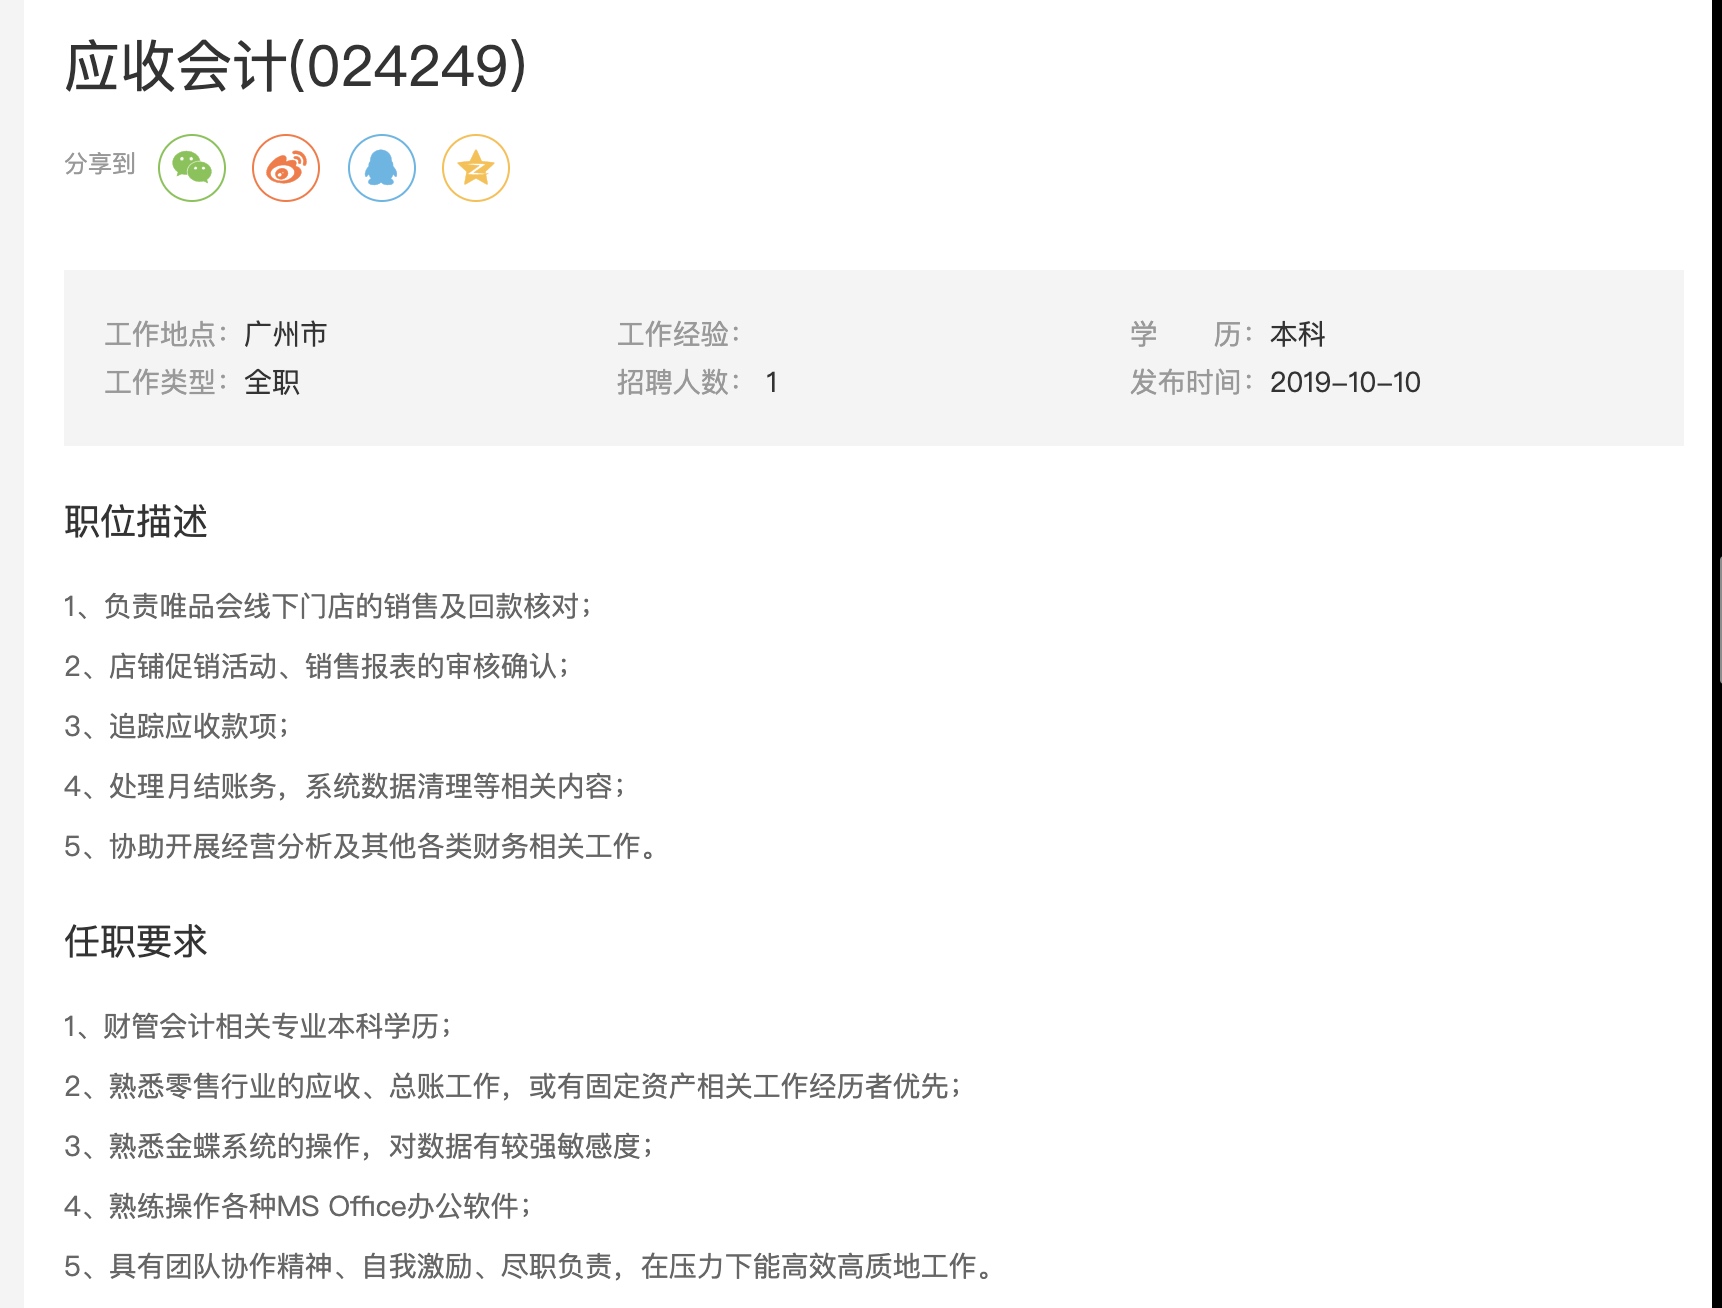 应收会计(024249)
分享到
工作地点：广州市 工作经验： 学 历：本科
工作类型：全职 招聘人数： 1 发布时间：2019-10-10
职位描述
1、负责唯品会线下门店的销售及回款核对；
2、店铺促销活动、销售报表的审核确认；
3、追踪应收款项；
4、处理月结账务，系统数据清理等相关内容；
5、协助开展经营分析及其他各类财务相关工作。
任职要求
1、财管会计相关专业本科学历；
2、熟悉零售行业的应收、总账工作，或有固定资产相关工作经历者优先；
3、熟悉金蝶系统的操作，对数据有较强敏感度；
4、熟练操作各种MS Office办公软件；
5、具有团队协作精神、自我激励、尽职负责，在压力下能高效高质地工作。